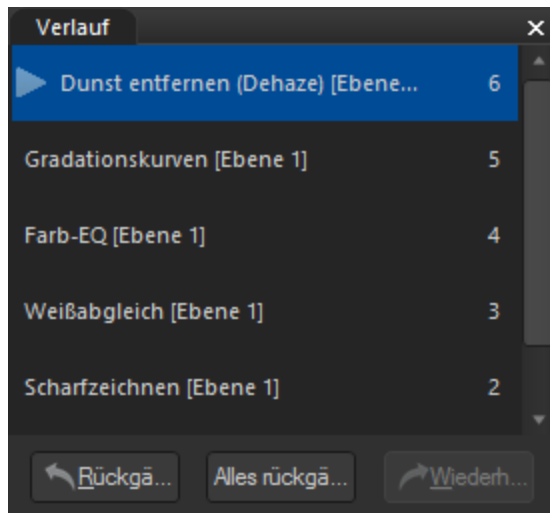 Verlauf
Dunst entfernen (Dehaze) [Ebene... 6
Gradationskurven [Ebene 1] 5
Farb-EQ [Ebene 1] 4
Weißabgleich [Ebene 1] 3
Scharfzeichnen [Ebene 1] 2
Rückgä... Alles rückgä... Wiederh...